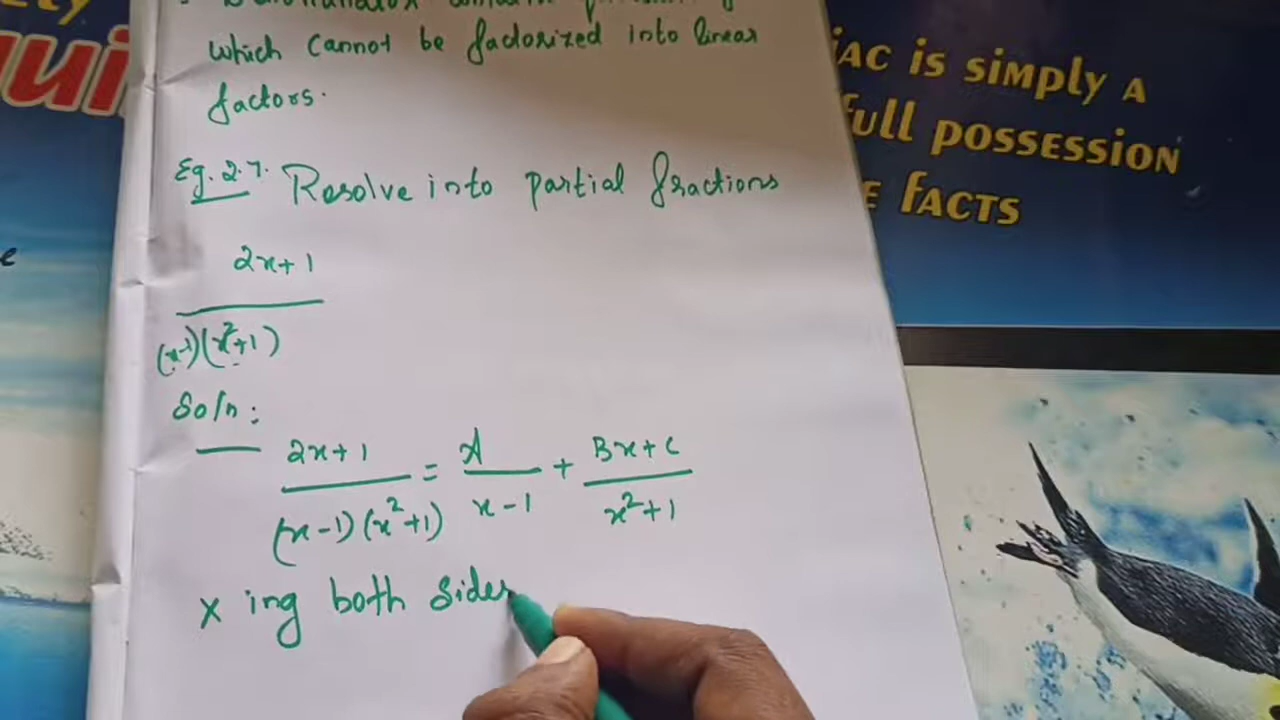 which cannot be factorized into linear
factors.
Eg. 2.7. Resolve into partial fractions
2x+1
(x-1)(x²+1)
Soln:
2x+1 = A + Bx+C
(x-1)(x²+1) x-1 x²+1
x ing both sides
ui
iAC is simply A
full possession
E fACTS
e